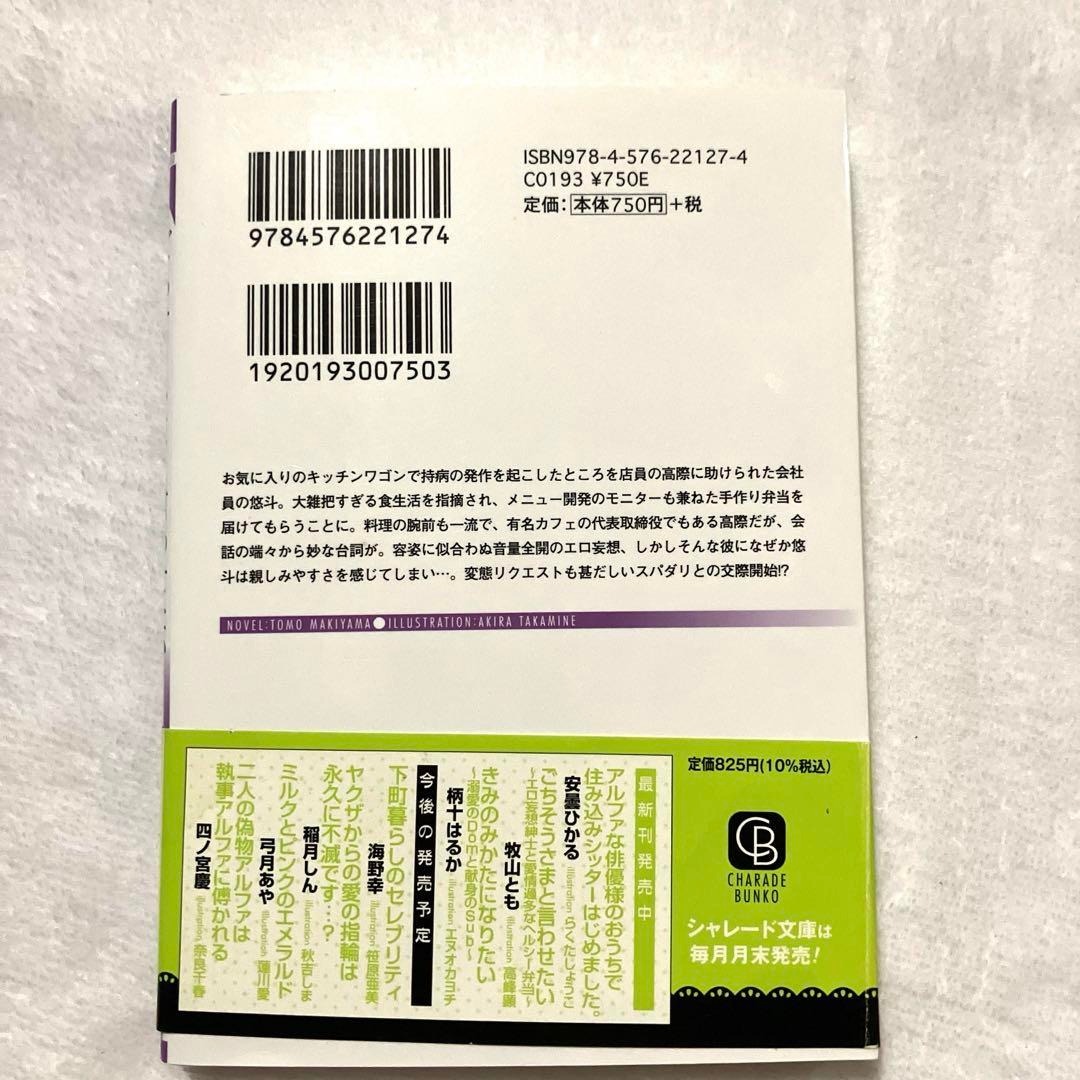 ISBN978-4-576-22127-4
C0193 ¥750E
定価：本体750円+税
9784576221274
1920193007503
お気に入りのキッチンワゴンで持病の発作を起こしたところを店員の高際に助けられた会社
員の悠斗。大雑把すぎる食生活を指摘され、メニュー開発のモニターも兼ねた手作り弁当を
届けてもらうことに。料理の腕前も一流で、有名カフェの代表取締役でもある高際だが、会
話の端々から妙な台詞が。容姿に似合わぬ音量全開のエロ妄想、しかしそんな彼になぜか悠
斗は親しみやすさを感じてしまい…。変態リクエストも甚だしいスパダリとの交際開始!?
NOVEL:TOMO MAKIYAMA●ILLUSTRATION:AKIRA TAKAMINE
最新刊発売中
アルファな俳優様のおうちで
住み込みシッターはじめました。
安曇ひかる illustration らくたしょうこ
ごちそうさまと言わせたい
～エロ妄想紳士と愛情過多なヘルシー弁当～
牧山とも illustration 高峰顕
きみのみかたになりたい
～溺愛のDomと献身のSub～
柄十はるか illustration エヌオカヨチ
今後の発売予定
下町暮らしのセレブリティ
海野幸 illustration 笹原亜美
ヤクザからの愛の指輪は
永久に不滅です…？
稲月しん illustration 秋吉しま
ミルクとピンクのエメラルド
弓月あや illustration 蓮川愛
二人の偽物アルファは
執事アルファに傅かれる
四ノ宮慶 illustration 奈良千春
定価825円(10%税込)
CB
CHARADE
BUNKO
シャレード文庫は
毎月月末発売！